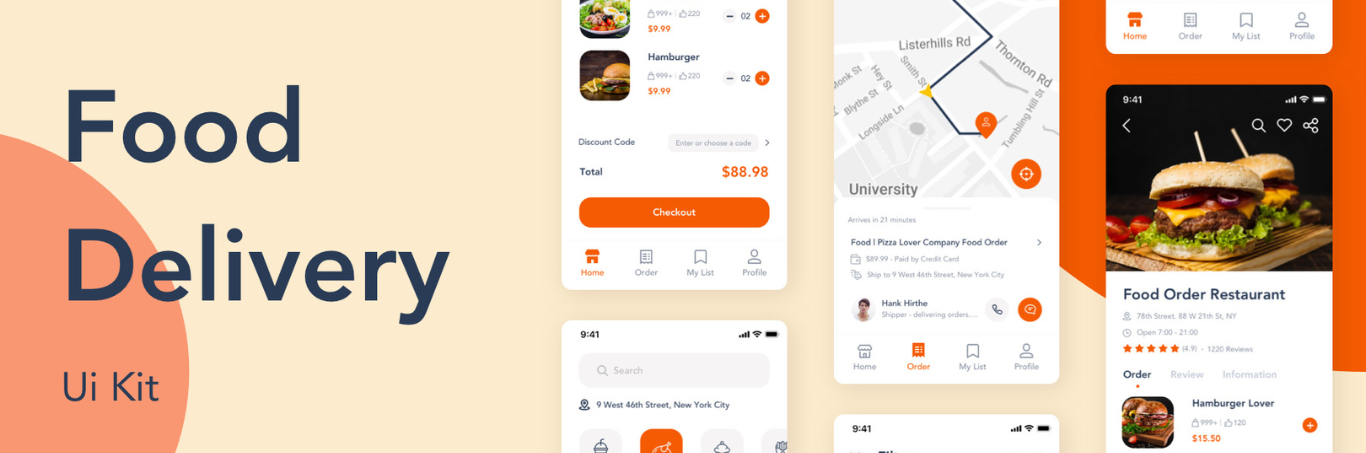 Food
Delivery
Ui Kit
999+ | 220
$9.99
02
Hamburger
999+ | 220
$9.99
02
Discount Code
Enter or choose a code
Total
$88.98
Checkout
Home
Order
My List
Profile
9:41
Search
9 West 46th Street, New York City
Listerhills Rd
Thornton Rd
Smith St
Hey St
Monk St
Blythe St
Longside Ln
Tumbling Hill St
University
Arrives in 21 minutes
Food | Pizza Lover Company Food Order
$89.99 - Paid by Credit Card
Ship to 9 West 46th Street, New York City
Hank Hirthe
Shipper - delivering orders....
Home
Order
My List
Profile
9:41
Home
Order
My List
Profile
9:41
Food Order Restaurant
78th Street. 88 W 21th St, NY
Open 7:00 - 21:00
(4.9) - 1220 Reviews
Order
Review
Information
Hamburger Lover
999+ | 120
$15.50